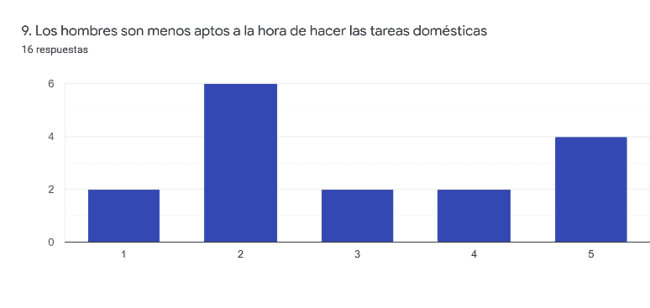 9. Los hombres son menos aptos a la hora de hacer las tareas domésticas
16 respuestas
6
4
2
0
1 2 3 4 5